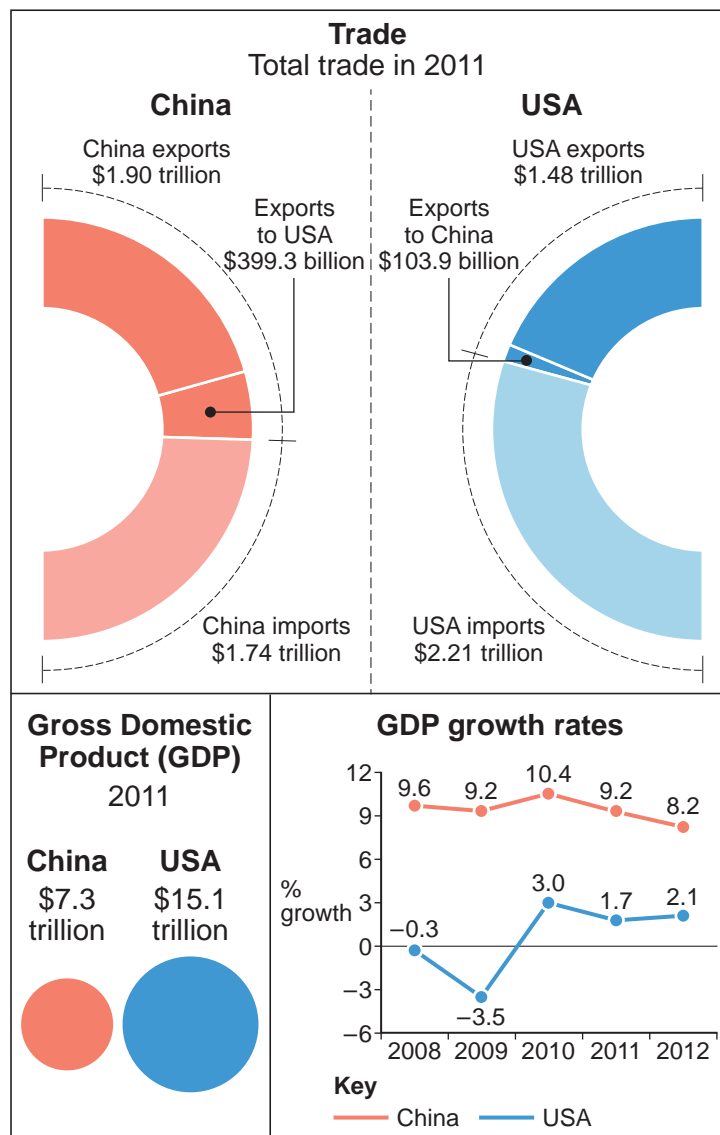 Trade
Total trade in 2011
China
USA
China exports
$1.90 trillion
USA exports
$1.48 trillion
Exports
to USA
$399.3 billion
Exports
to China
$103.9 billion
China imports
$1.74 trillion
USA imports
$2.21 trillion
Gross Domestic
Product (GDP)
2011
China
$7.3
trillion
USA
$15.1
trillion
GDP growth rates
%
growth
12
9
6
3
0
−3
−6
9.6
9.2
10.4
9.2
8.2
−0.3
−3.5
3.0
1.7
2.1
2008 2009 2010 2011 2012
Key
China
USA